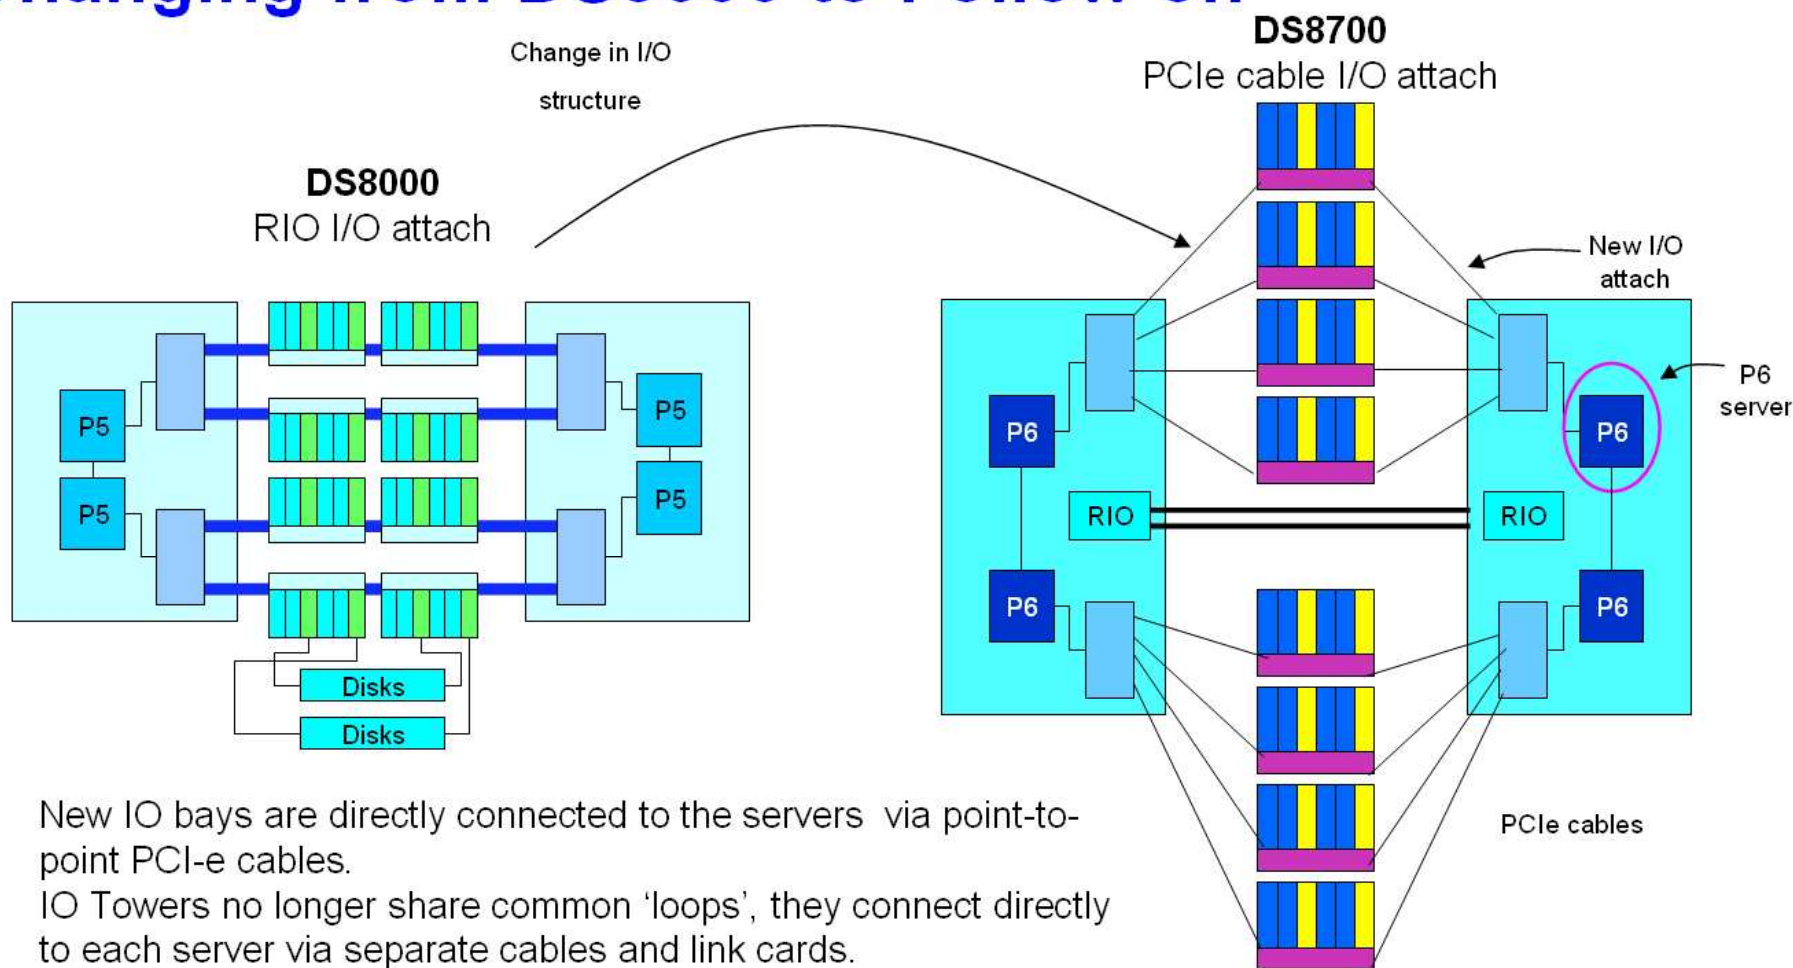 DS8700
PCIe cable I/O attach
Change in I/O
structure
DS8000
RIO I/O attach
New I/O
attach
P6
server
P5
P5
P5
P5
P6
P6
RIO
RIO
P6
P6
Disks
Disks
PCIe cables
New IO bays are directly connected to the servers via point-to-
point PCI-e cables.
IO Towers no longer share common ‘loops’, they connect directly
to each server via separate cables and link cards.